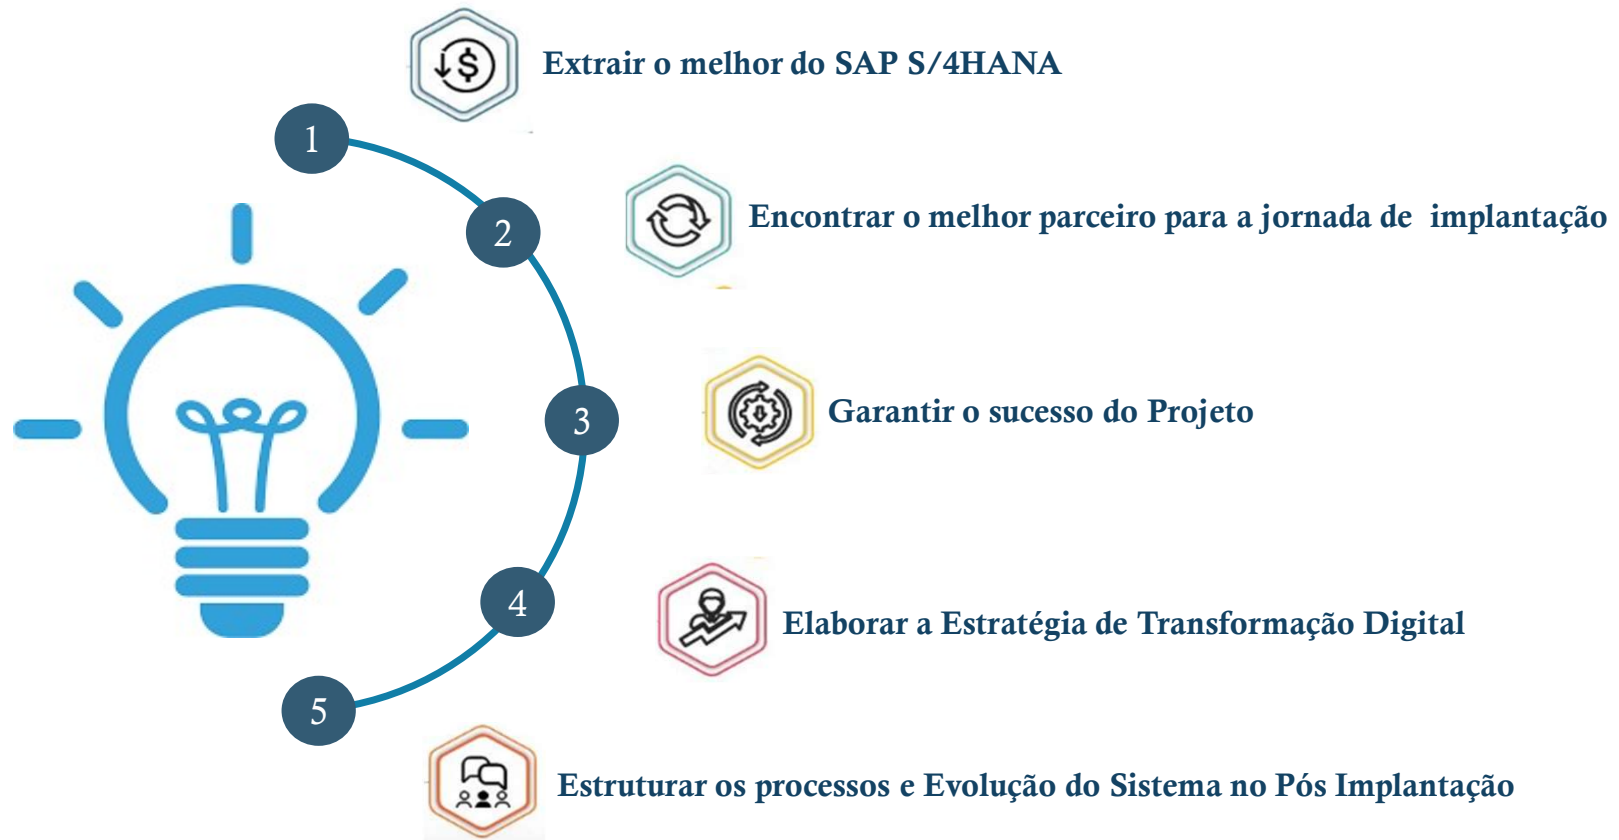 1
Extrair o melhor do SAP S/4HANA
2
Encontrar o melhor parceiro para a jornada de  implantação
3
Garantir o sucesso do Projeto
4
Elaborar a Estratégia de Transformação Digital
5
Estruturar os processos e Evolução do Sistema no Pós Implantação